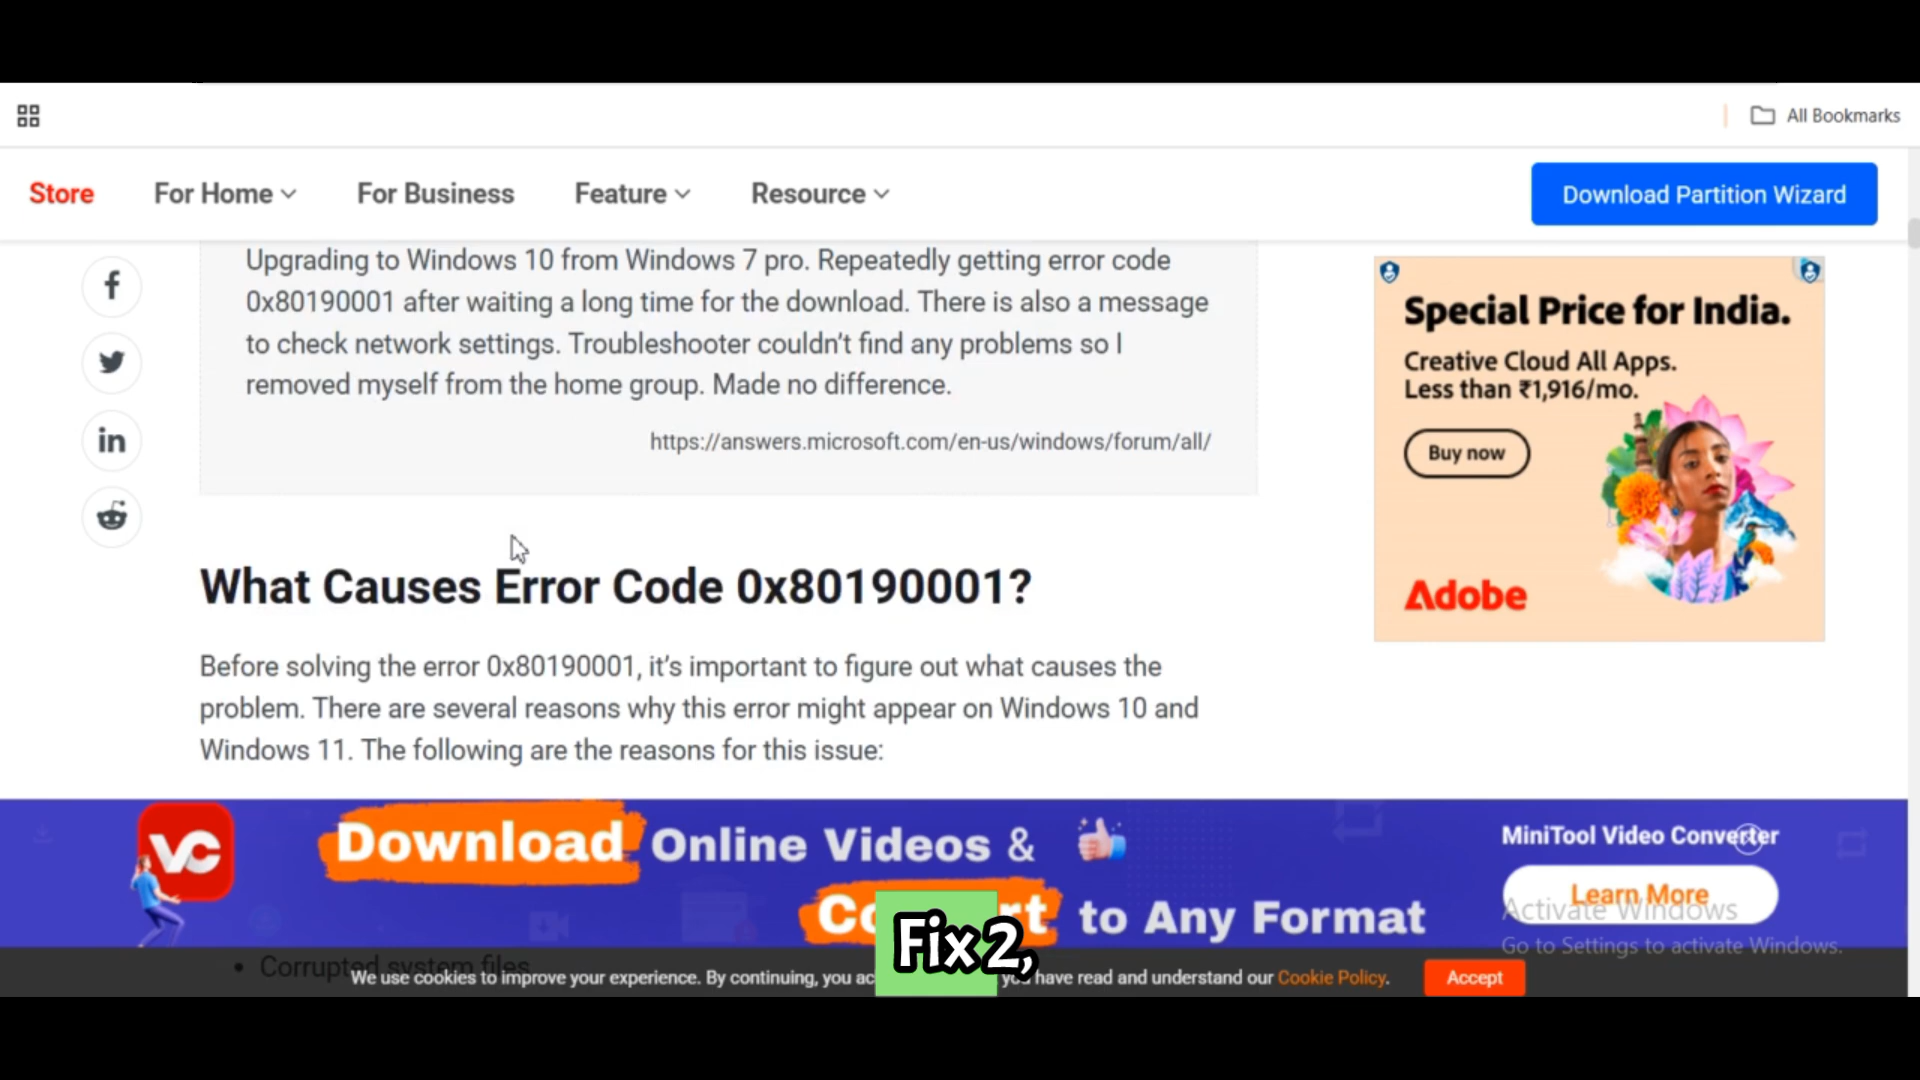 All Bookmarks
Store For Home For Business Feature Resource Download Partition Wizard
Upgrading to Windows 10 from Windows 7 pro. Repeatedly getting error code
0x80190001 after waiting a long time for the download. There is also a message
to check network settings. Troubleshooter couldn't find any problems so I
removed myself from the home group. Made no difference.
https://answers.microsoft.com/en-us/windows/forum/all/
Special Price for India.
Creative Cloud All Apps.
Less than ₹1,916/mo.
Buy now
Adobe
What Causes Error Code 0x80190001?
Before solving the error 0x80190001, it's important to figure out what causes the
problem. There are several reasons why this error might appear on Windows 10 and
Windows 11. The following are the reasons for this issue:
VC
Download Online Videos &
to Any Format
MiniTool Video Converter
Learn More
Activate Windows
Go to Settings to activate Windows.
Fix 2,
• Corrupted system files
We use cookies to improve your experience. By continuing, you have read and understand our Cookie Policy.
Accept